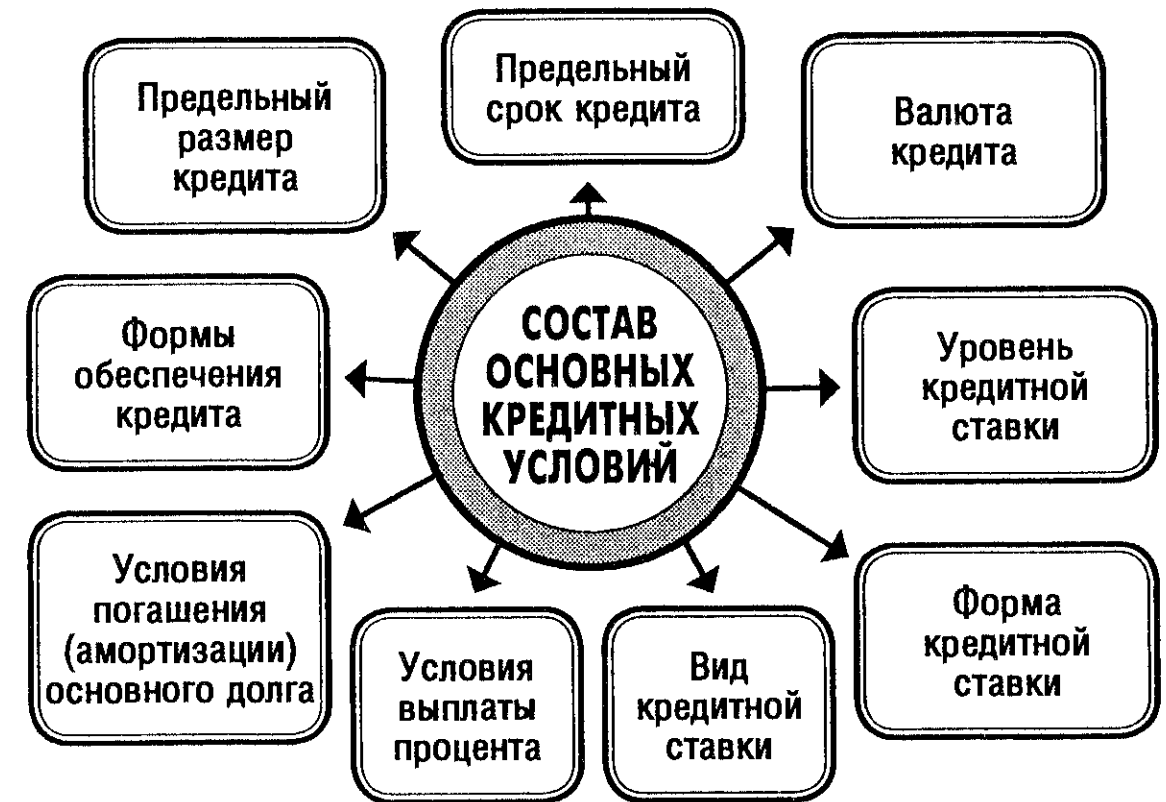 Предельный
размер
кредита
Предельный
срок кредита
Валюта
кредита
Формы
обеспечения
кредита
СОСТАВ
ОСНОВНЫХ
КРЕДИТНЫХ
УСЛОВИЙ
Уровень
кредитной
ставки
Условия
погашения
(амортизации)
основного долга
Условия
выплаты
процента
Вид
кредитной
ставки
Форма
кредитной
ставки